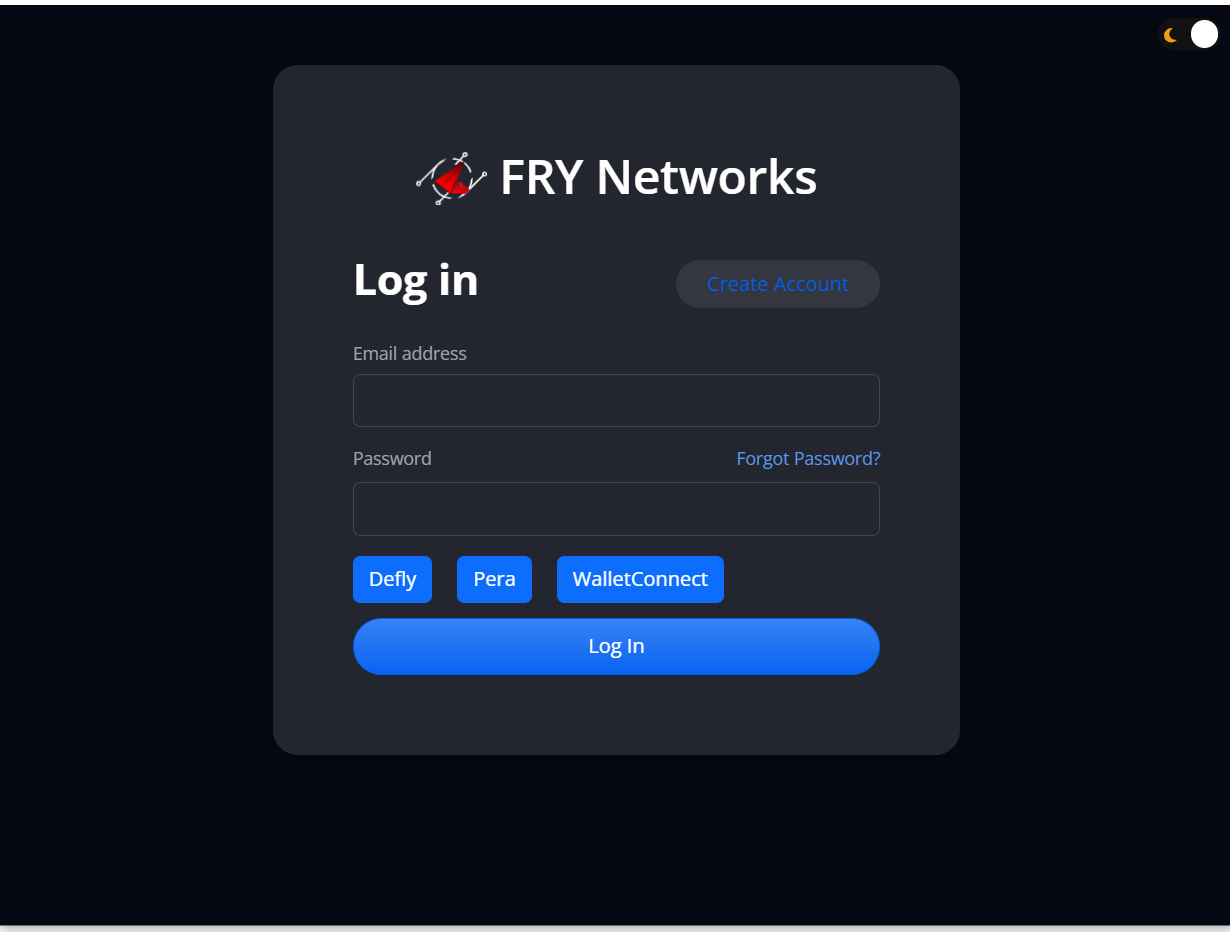 FRY Networks
Log in
Create Account
Email address
Password
Forgot Password?
Defly
Pera
WalletConnect
Log In